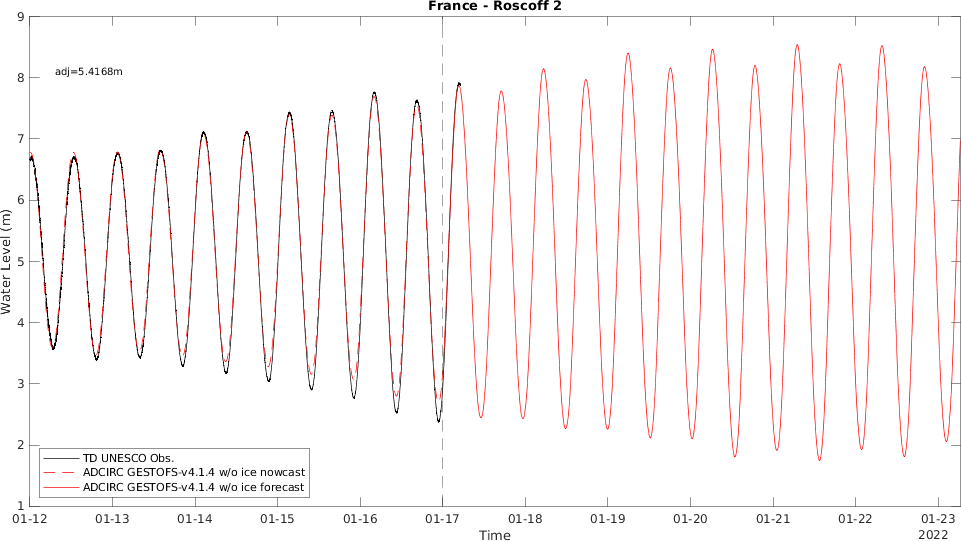 France - Roscoff 2
adj=5.4168m
9
8
7
6
5
4
3
2
1
Water Level (m)
TD UNESCO Obs.
ADCIRC GESTOFS-v4.1.4 w/o ice nowcast
ADCIRC GESTOFS-v4.1.4 w/o ice forecast
01-12 01-13 01-14 01-15 01-16 01-17 01-18 01-19 01-20 01-21 01-22 01-23
Time
2022